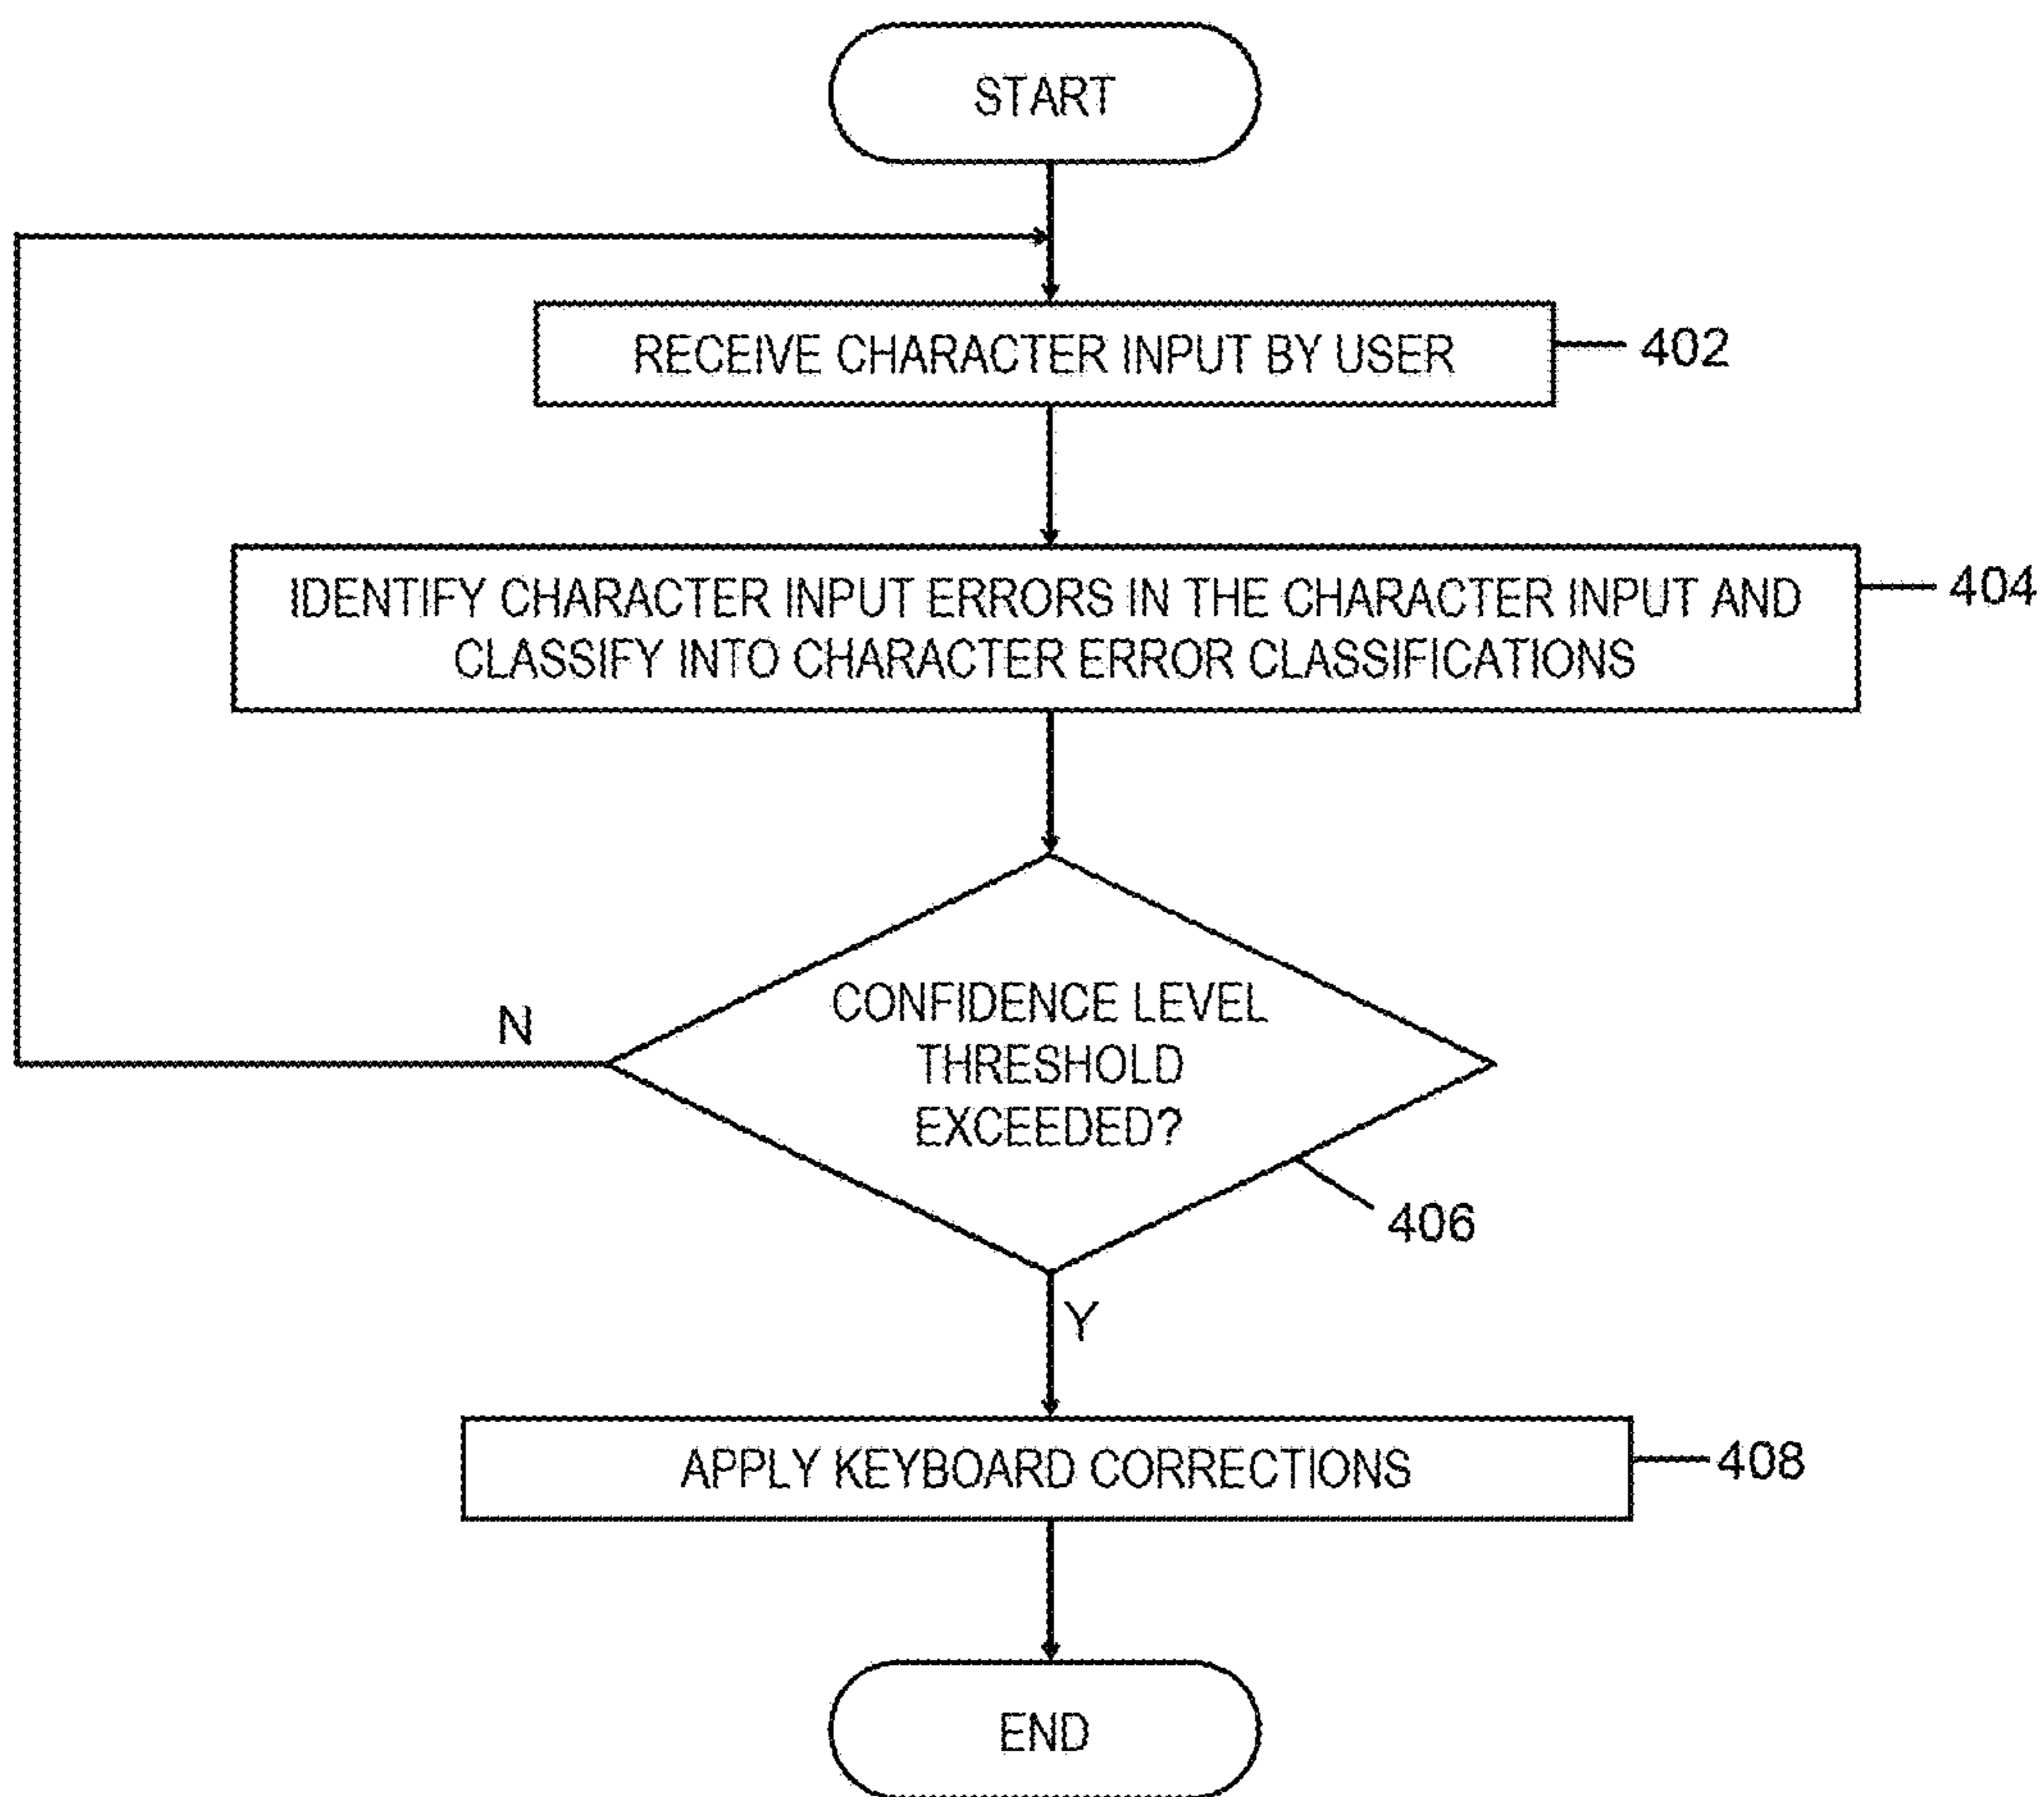 START
RECEIVE CHARACTER INPUT BY USER
402
IDENTIFY CHARACTER INPUT ERRORS IN THE CHARACTER INPUT AND
CLASSIFY INTO CHARACTER ERROR CLASSIFICATIONS
404
CONFIDENCE LEVEL
THRESHOLD
EXCEEDED?
N
406
Y
APPLY KEYBOARD CORRECTIONS
408
END